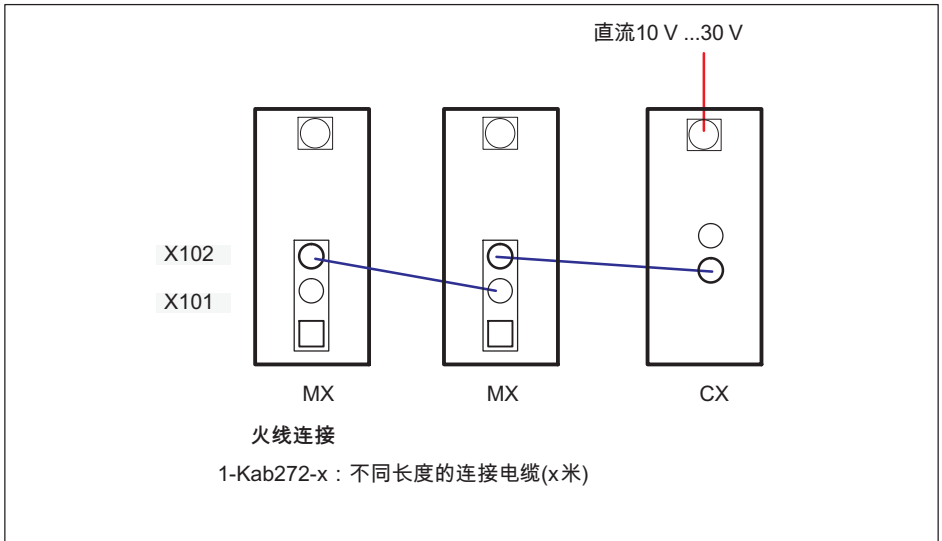 直流10 V ...30 V
X102
X101
MX MX CX
火线连接
1-Kab272-x：不同长度的连接电缆(x米)